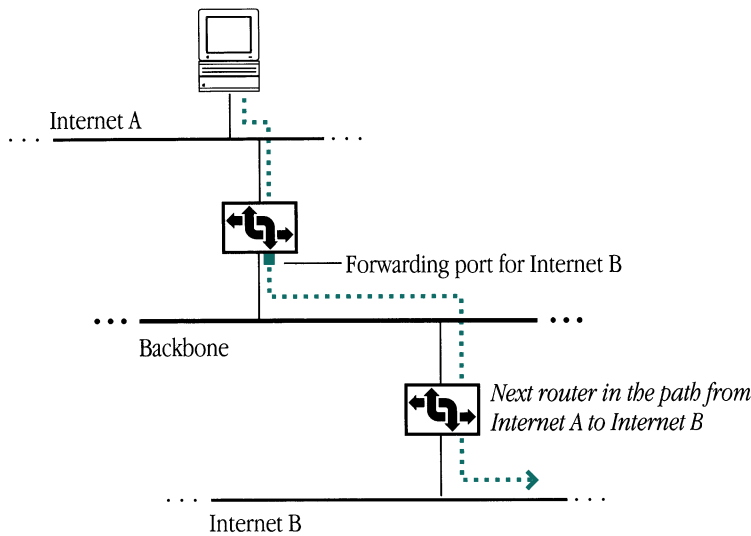 Internet A
Forwarding port for Internet B
Backbone
Next router in the path from
Internet A to Internet B
Internet B